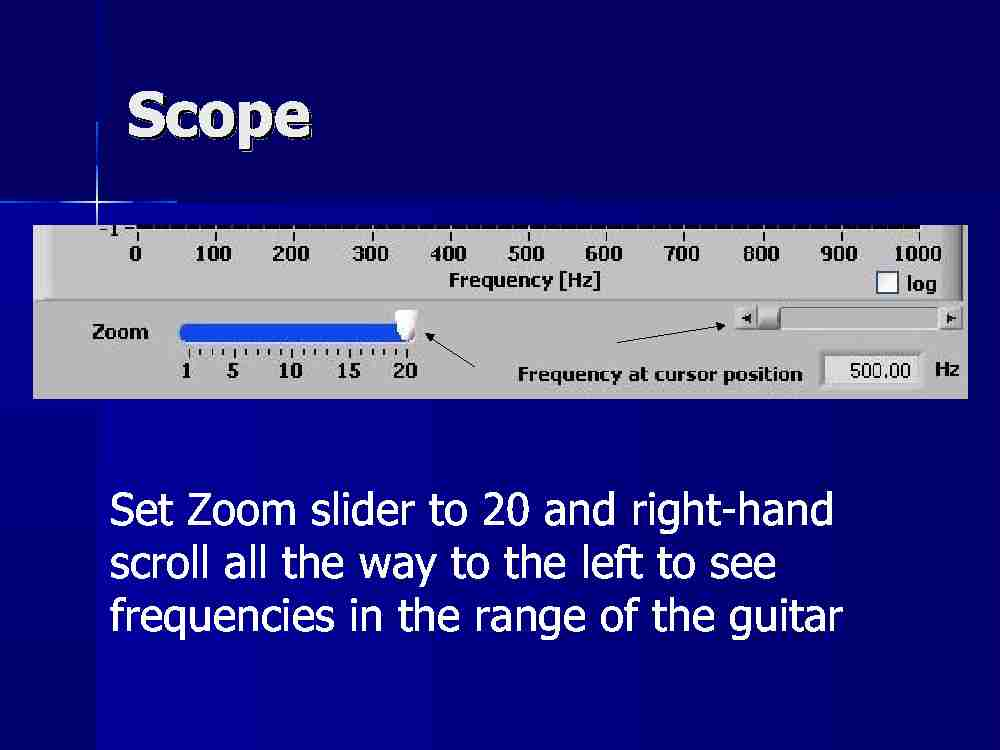 Scope
-1
0 100 200 300 400 500 600 700 800 900 1000
Frequency [Hz]
log
Zoom
1 5 10 15 20
Frequency at cursor position 500.00 Hz
Set Zoom slider to 20 and right-hand
scroll all the way to the left to see
frequencies in the range of the guitar